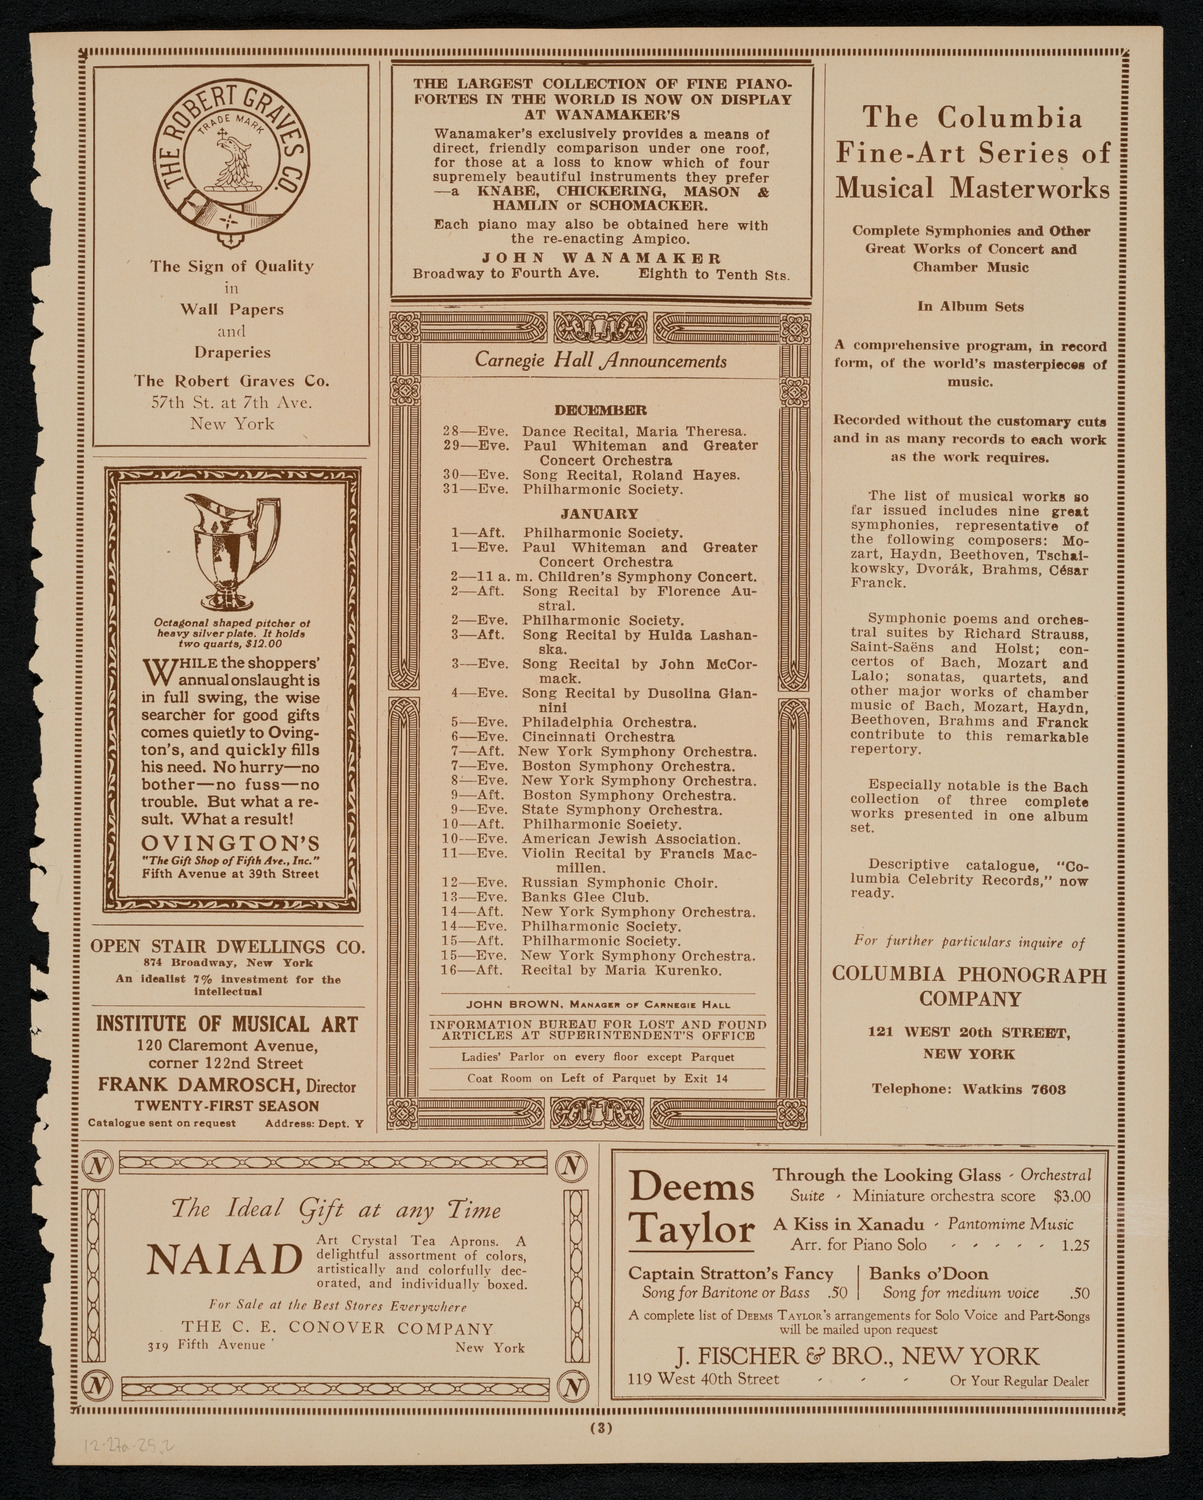 THE ROBERT GRAVES CO.
TRADE MARK
The Sign of Quality
in
Wall Papers
and
Draperies
The Robert Graves Co.
57th St. at 7th Ave.
New York
Octagonal shaped pitcher of
heavy silver plate. It holds
two quarts, $12.00
WHILE the shoppers'
annual onslaught is
in full swing, the wise
searcher for good gifts
comes quietly to Oving-
ton's, and quickly fills
his need. No hurry—no
bother—no fuss—no
trouble. But what a re-
sult. What a result!
OVINGTON'S
"The Gift Shop of Fifth Ave., Inc."
Fifth Avenue at 39th Street
OPEN STAIR DWELLINGS CO.
874 Broadway, New York
An idealist 7% investment for the
intellectual
INSTITUTE OF MUSICAL ART
120 Claremont Avenue,
corner 122nd Street
FRANK DAMROSCH, Director
TWENTY-FIRST SEASON
Catalogue sent on request Address: Dept. Y
THE LARGEST COLLECTION OF FINE PIANO-
FORTES IN THE WORLD IS NOW ON DISPLAY
AT WANAMAKER'S
Wanamaker's exclusively provides a means of
direct, friendly comparison under one roof,
for those at a loss to know which of four
supremely beautiful instruments they prefer
—a KNABE, CHICKERING, MASON &
HAMLIN or SCHOMACKER.
Each piano may also be obtained here with
the re-enacting Ampico.
JOHN WANAMAKER
Broadway to Fourth Ave. Eighth to Tenth Sts.
Carnegie Hall Announcements
DECEMBER
28—Eve. Dance Recital, Maria Theresa.
29—Eve. Paul Whiteman and Greater
Concert Orchestra
30—Eve. Song Recital, Roland Hayes.
31—Eve. Philharmonic Society.
JANUARY
1—Aft. Philharmonic Society.
1—Eve. Paul Whiteman and Greater
Concert Orchestra
2—11 a. m. Children's Symphony Concert.
2—Aft. Song Recital by Florence Au-
stral.
2—Eve. Philharmonic Society.
3—Aft. Song Recital by Hulda Lashan-
ska.
3—Eve. Song Recital by John McCor-
mack.
4—Eve. Song Recital by Dusolina Gian-
nini
5—Eve. Philadelphia Orchestra.
6—Eve. Cincinnati Orchestra
7—Aft. New York Symphony Orchestra.
7—Eve. Boston Symphony Orchestra.
8—Eve. New York Symphony Orchestra.
9—Aft. Boston Symphony Orchestra.
9—Eve. State Symphony Orchestra.
10—Aft. Philharmonic Society.
10—Eve. American Jewish Association.
11—Eve. Violin Recital by Francis Mac-
millen.
12—Eve. Russian Symphonic Choir.
13—Eve. Banks Glee Club.
14—Aft. New York Symphony Orchestra.
14—Eve. Philharmonic Society.
15—Aft. Philharmonic Society.
15—Eve. New York Symphony Orchestra.
16—Aft. Recital by Maria Kurenko.
JOHN BROWN, MANAGER OF CARNEGIE HALL
INFORMATION BUREAU FOR LOST AND FOUND
ARTICLES AT SUPERINTENDENT'S OFFICE
Ladies' Parlor on every floor except Parquet
Coat Room on Left of Parquet by Exit 14
The Columbia
Fine-Art Series of
Musical Masterworks
Complete Symphonies and Other
Great Works of Concert and
Chamber Music
In Album Sets
A comprehensive program, in record
form, of the world's masterpieces of
music.
Recorded without the customary cuts
and in as many records to each work
as the work requires.
The list of musical works so
far issued includes nine great
symphonies, representative of
the following composers: Mo-
zart, Haydn, Beethoven, Tschai-
kowsky, Dvorák, Brahms, César
Franck.
Symphonic poems and orches-
tral suites by Richard Strauss,
Saint-Saëns and Holst; con-
certos of Bach, Mozart and
Lalo; sonatas, quartets, and
other major works of chamber
music of Bach, Mozart, Haydn,
Beethoven, Brahms and Franck
contribute to this remarkable
repertory.
Especially notable is the Bach
collection of three complete
works presented in one album
set.
Descriptive catalogue, "Co-
lumbia Celebrity Records," now
ready.
For further particulars inquire of
COLUMBIA PHONOGRAPH
COMPANY
121 WEST 20th STREET,
NEW YORK
Telephone: Watkins 7603
N
N
The Ideal Gift at any Time
NAIAD
Art Crystal Tea Aprons. A
delightful assortment of colors,
artistically and colorfully dec-
orated, and individually boxed.
For Sale at the Best Stores Everywhere
THE C. E. CONOVER COMPANY
319 Fifth Avenue New York
N
N
Deems
Taylor
Through the Looking Glass - Orchestral
Suite - Miniature orchestra score $3.00
A Kiss in Xanadu - Pantomime Music
Arr. for Piano Solo - - - - - 1.25
Captain Stratton's Fancy
Song for Baritone or Bass .50
Banks o'Doon
Song for medium voice .50
A complete list of DEEMS TAYLOR'S arrangements for Solo Voice and Part-Songs
will be mailed upon request
J. FISCHER & BRO., NEW YORK
119 West 40th Street - - - Or Your Regular Dealer
(3)
12-27a-25.2